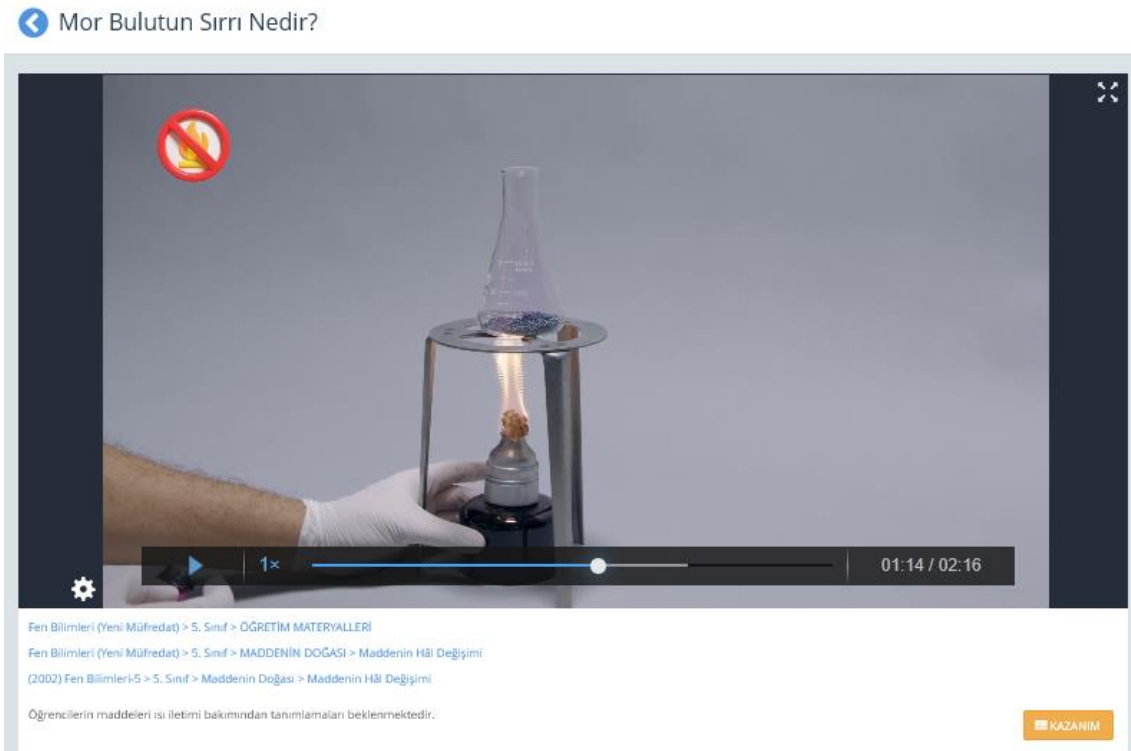 Mor Bulutun Sırrı Nedir?
1×
01:14 / 02:16
Fen Bilimleri (Yeni Müfredat) > 5. Sınıf > ÖĞRETİM MATERYALLERİ
Fen Bilimleri (Yeni Müfredat) > 5. Sınıf > MADDENİN DOĞASI > Maddenin Hâl Değişimi
(2002) Fen Bilimleri-5 > 5. Sınıf > Maddenin Doğası > Maddenin Hâl Değişimi
Öğrencilerin maddeleri ısı iletimi bakımından tanımlamaları beklenmektedir.
KAZANIM